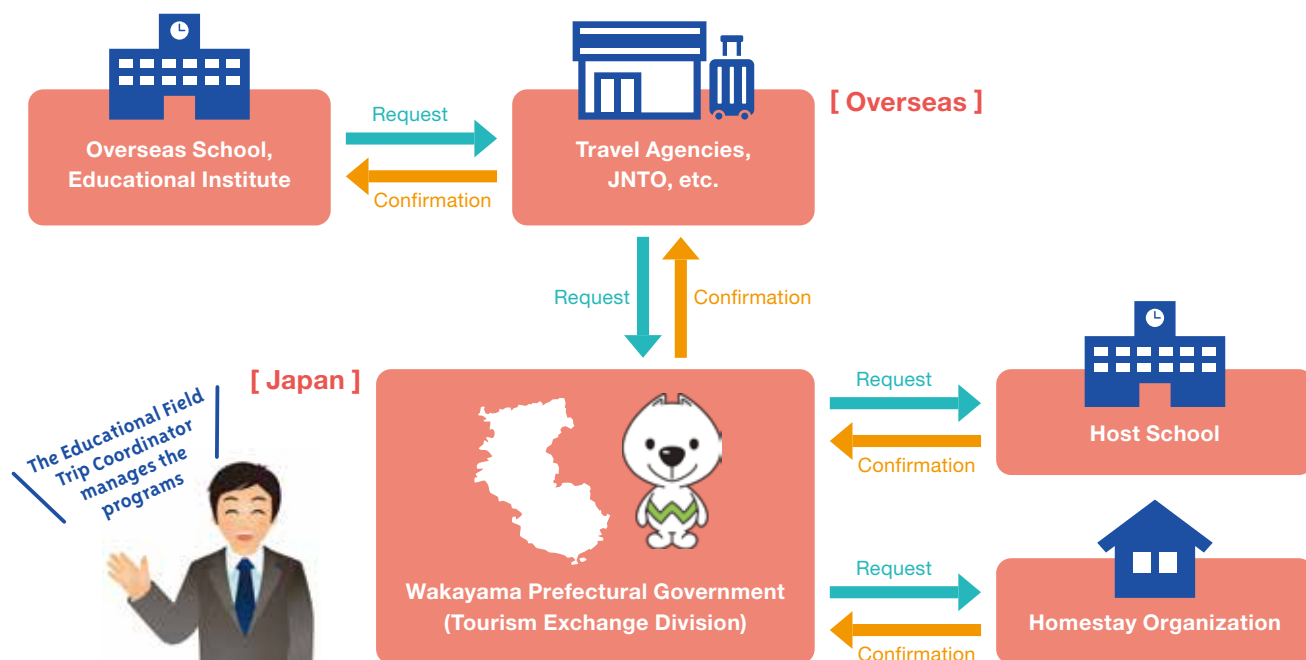 Overseas School,
Educational Institute
Request
Confirmation
Travel Agencies,
JNTO, etc.
[ Overseas ]
Request
Confirmation
[ Japan ]
The Educational Field
Trip Coordinator
manages the
programs
Wakayama Prefectural Government
(Tourism Exchange Division)
Request
Confirmation
Host School
Request
Confirmation
Homestay Organization